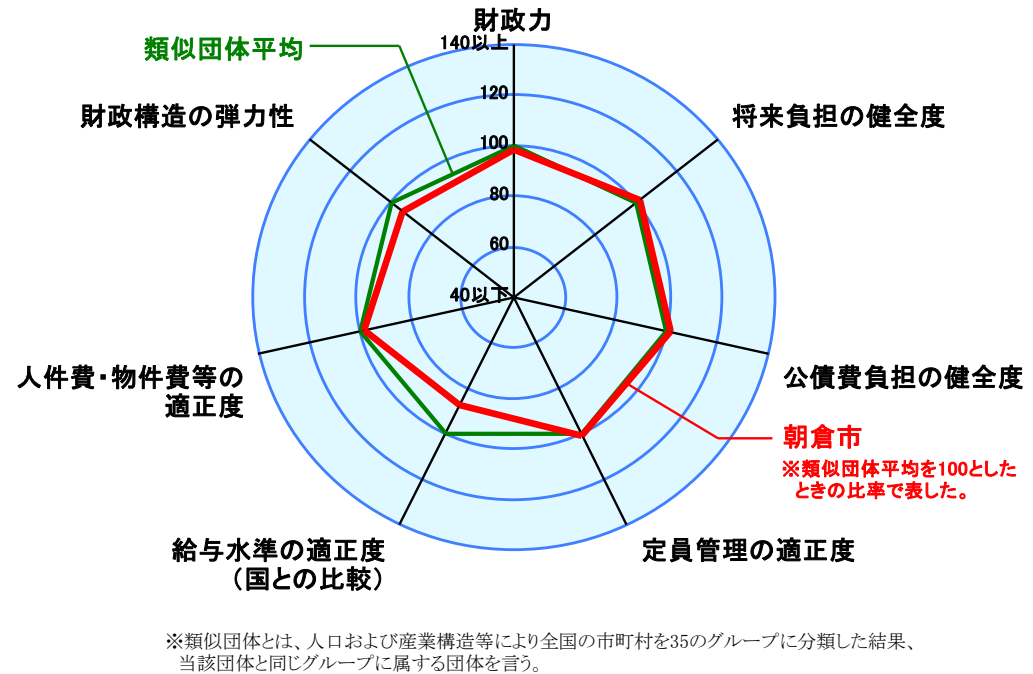 財政力
類似団体平均
140以上
120
100
80
60
40以下
財政構造の弾力性
将来負担の健全度
人件費・物件費等の
適正度
公債費負担の健全度
朝倉市
※類似団体平均を100とした
ときの比率で表した。
給与水準の適正度
（国との比較）
定員管理の適正度
※類似団体とは、人口および産業構造等により全国の市町村を35のグループに分類した結果、
当該団体と同じグループに属する団体を言う。